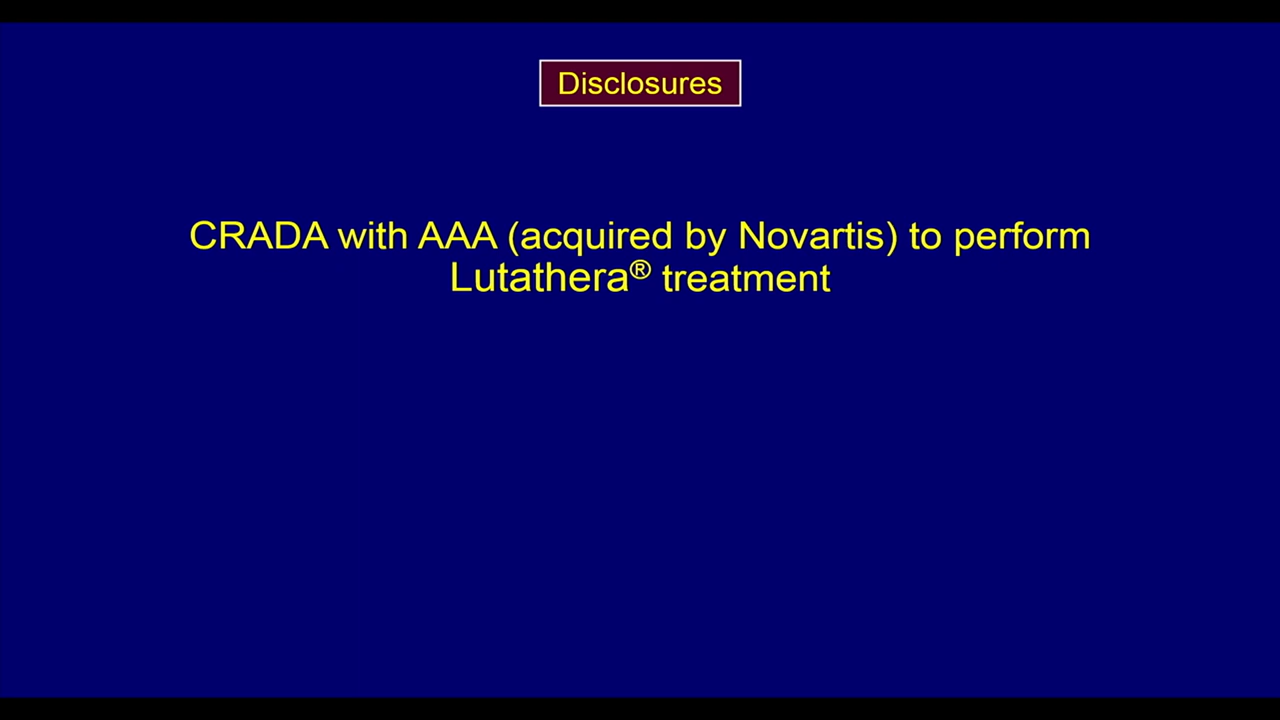 Disclosures
CRADA with AAA (acquired by Novartis) to perform
Lutathera® treatment